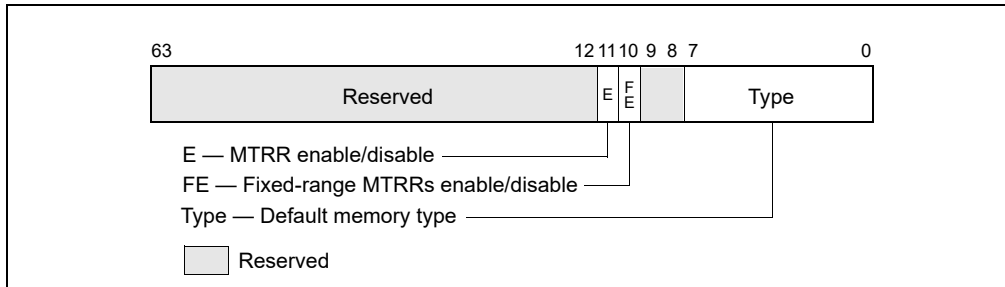 63 12 11 10 9 8 7 0
Reserved E FE Type
E — MTRR enable/disable
FE — Fixed-range MTRRs enable/disable
Type — Default memory type
Reserved